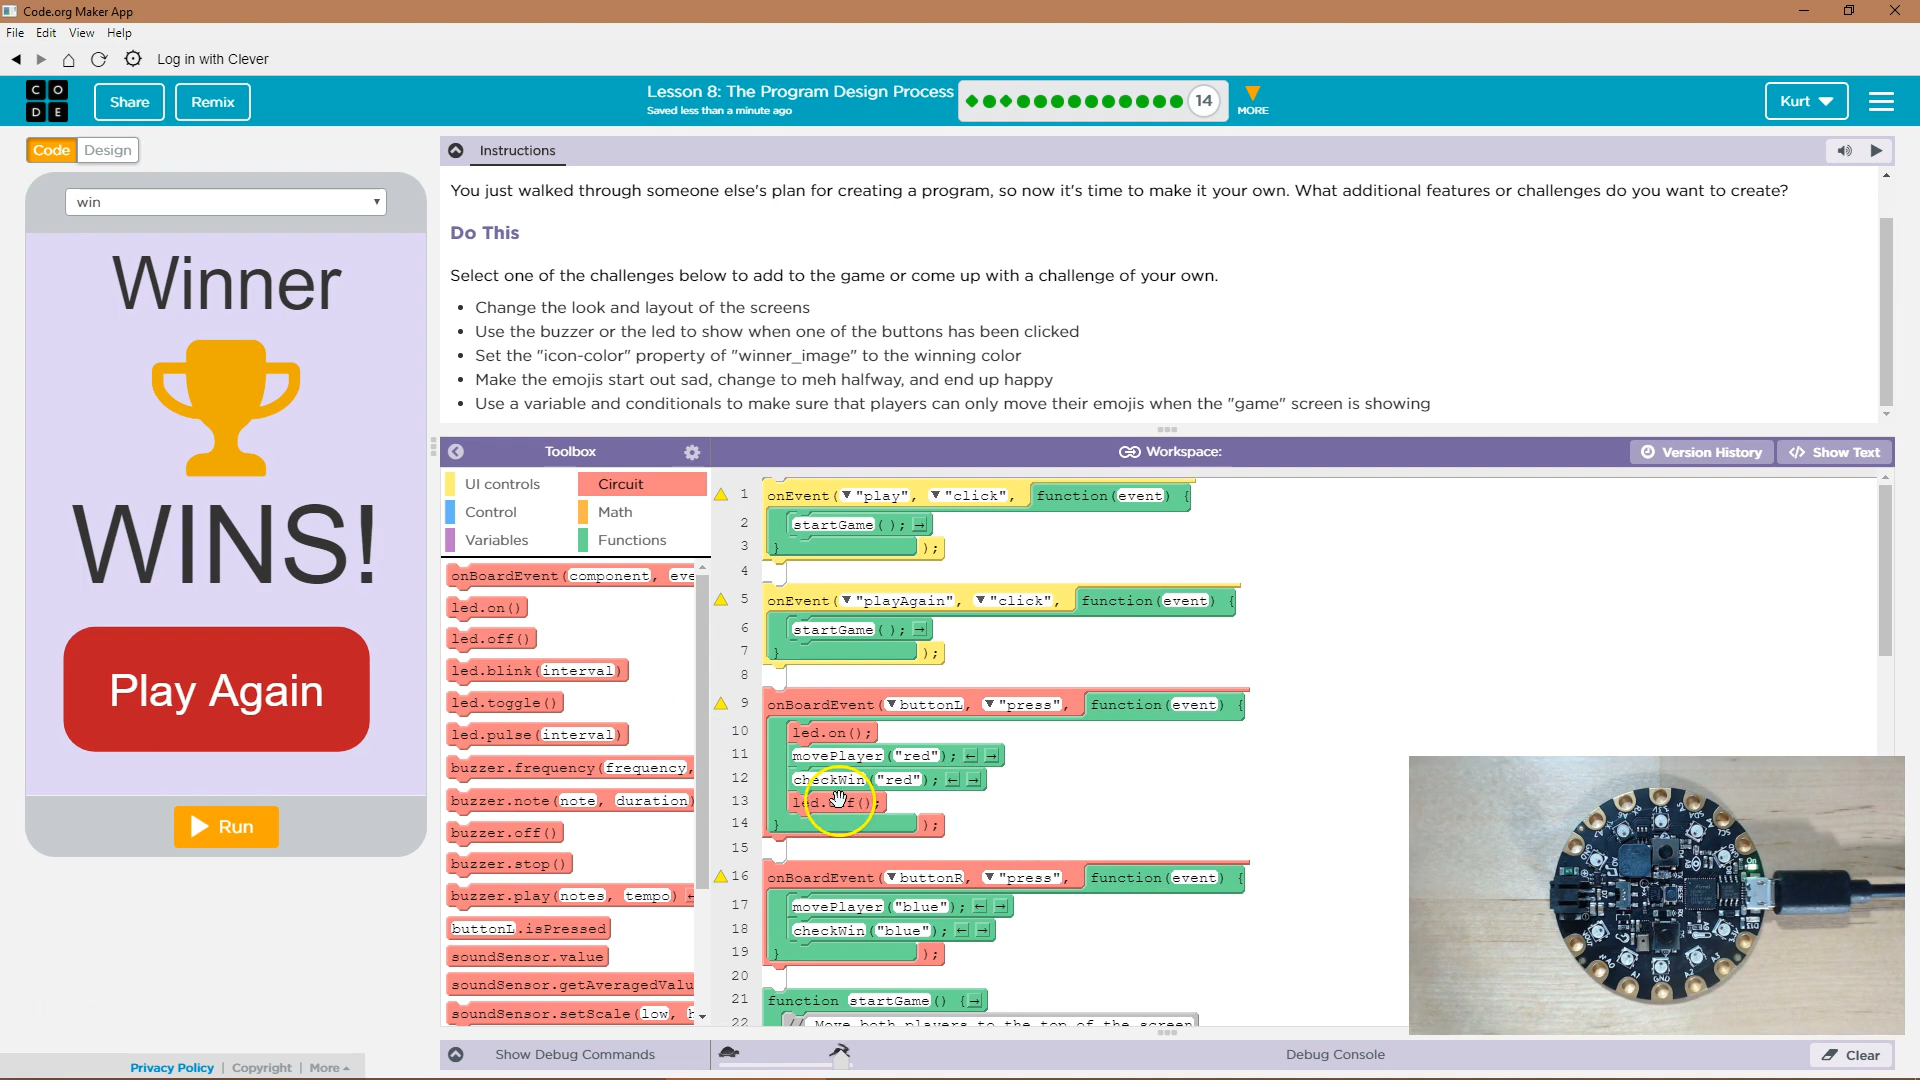 Code.org Maker App
File Edit View Help
Log in with Clever
CODE
Share
Remix
Lesson 8: The Program Design Process
Saved less than a minute ago
14
MORE
Kurt
Code
Design
win
Winner
WINS!
Play Again
Run
Instructions
You just walked through someone else's plan for creating a program, so now it's time to make it your own. What additional features or challenges do you want to create?
Do This
Select one of the challenges below to add to the game or come up with a challenge of your own.
• Change the look and layout of the screens
• Use the buzzer or the led to show when one of the buttons has been clicked
• Set the "icon-color" property of "winner_image" to the winning color
• Make the emojis start out sad, change to meh halfway, and end up happy
• Use a variable and conditionals to make sure that players can only move their emojis when the "game" screen is showing
Toolbox
Workspace:
Version History
</> Show Text
UI controls
Circuit
Control
Math
Variables
Functions
onBoardEvent(component, eve
led.on()
led.off()
led.blink(interval)
led.toggle()
led.pulse(interval)
buzzer.frequency(frequency,
buzzer.note(note, duration)
buzzer.off()
buzzer.stop()
buzzer.play(notes, tempo)
buttonL.isPressed
soundSensor.value
soundSensor.getAveragedValu
soundSensor.setScale(low, h
1 onEvent(▼"play", ▼"click", function(event) {
2 startGame();
3 } );
4
5 onEvent(▼"playAgain", ▼"click", function(event) {
6 startGame();
7 } );
8
9 onBoardEvent(▼buttonL, ▼"press", function(event) {
10 led.on();
11 movePlayer("red");
12 checkWin("red");
13 led.off();
14 } );
15
16 onBoardEvent(▼buttonR, ▼"press", function(event) {
17 movePlayer("blue");
18 checkWin("blue");
19 } );
20
21 function startGame() {
22 // Move both players to the top of the screen
Show Debug Commands
Debug Console
Clear
Privacy Policy | Copyright | More